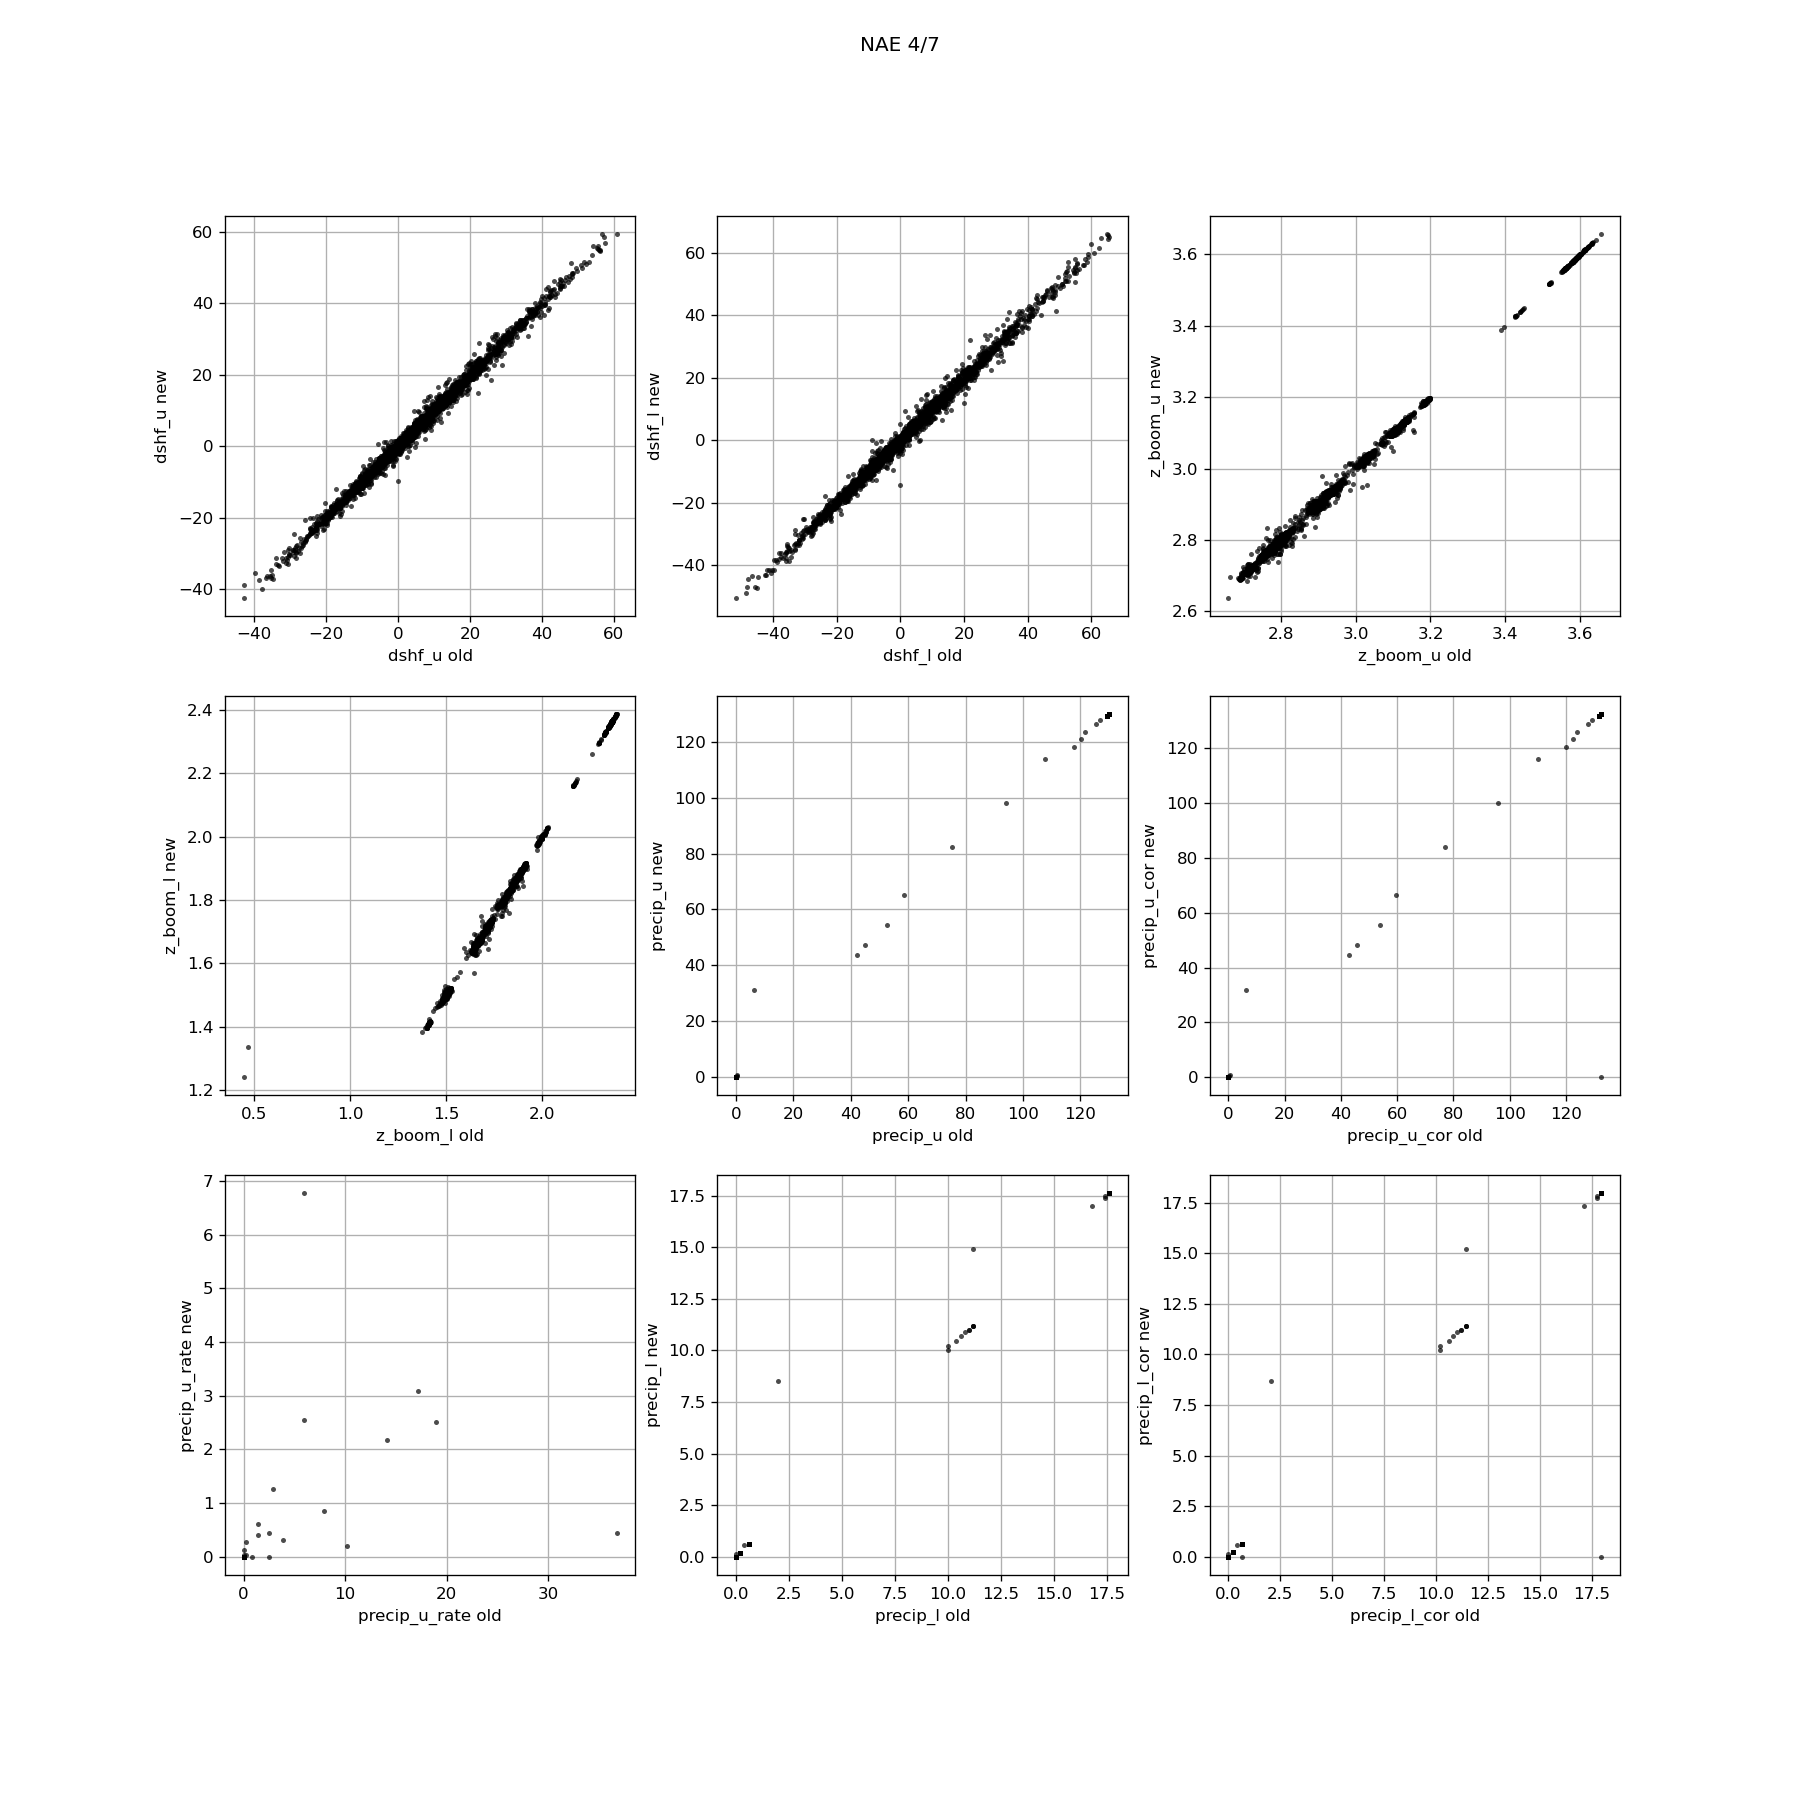 NAE 4/7
60
40
20
0
−20
−40
dshf_u new
−40 −20 0 20 40 60
dshf_u old
60
40
20
0
−20
−40
dshf_l new
−40 −20 0 20 40 60
dshf_l old
3.6
3.4
3.2
3.0
2.8
2.6
z_boom_u new
2.8 3.0 3.2 3.4 3.6
z_boom_u old
2.4
2.2
2.0
1.8
1.6
1.4
1.2
z_boom_l new
0.5 1.0 1.5 2.0
z_boom_l old
120
100
80
60
40
20
0
precip_u new
0 20 40 60 80 100 120
precip_u old
120
100
80
60
40
20
0
precip_u_cor new
0 20 40 60 80 100 120
precip_u_cor old
7
6
5
4
3
2
1
0
precip_u_rate new
0 10 20 30
precip_u_rate old
17.5
15.0
12.5
10.0
7.5
5.0
2.5
0.0
precip_l new
0.0 2.5 5.0 7.5 10.0 12.5 15.0 17.5
precip_l old
17.5
15.0
12.5
10.0
7.5
5.0
2.5
0.0
precip_l_cor new
0.0 2.5 5.0 7.5 10.0 12.5 15.0 17.5
precip_l_cor old